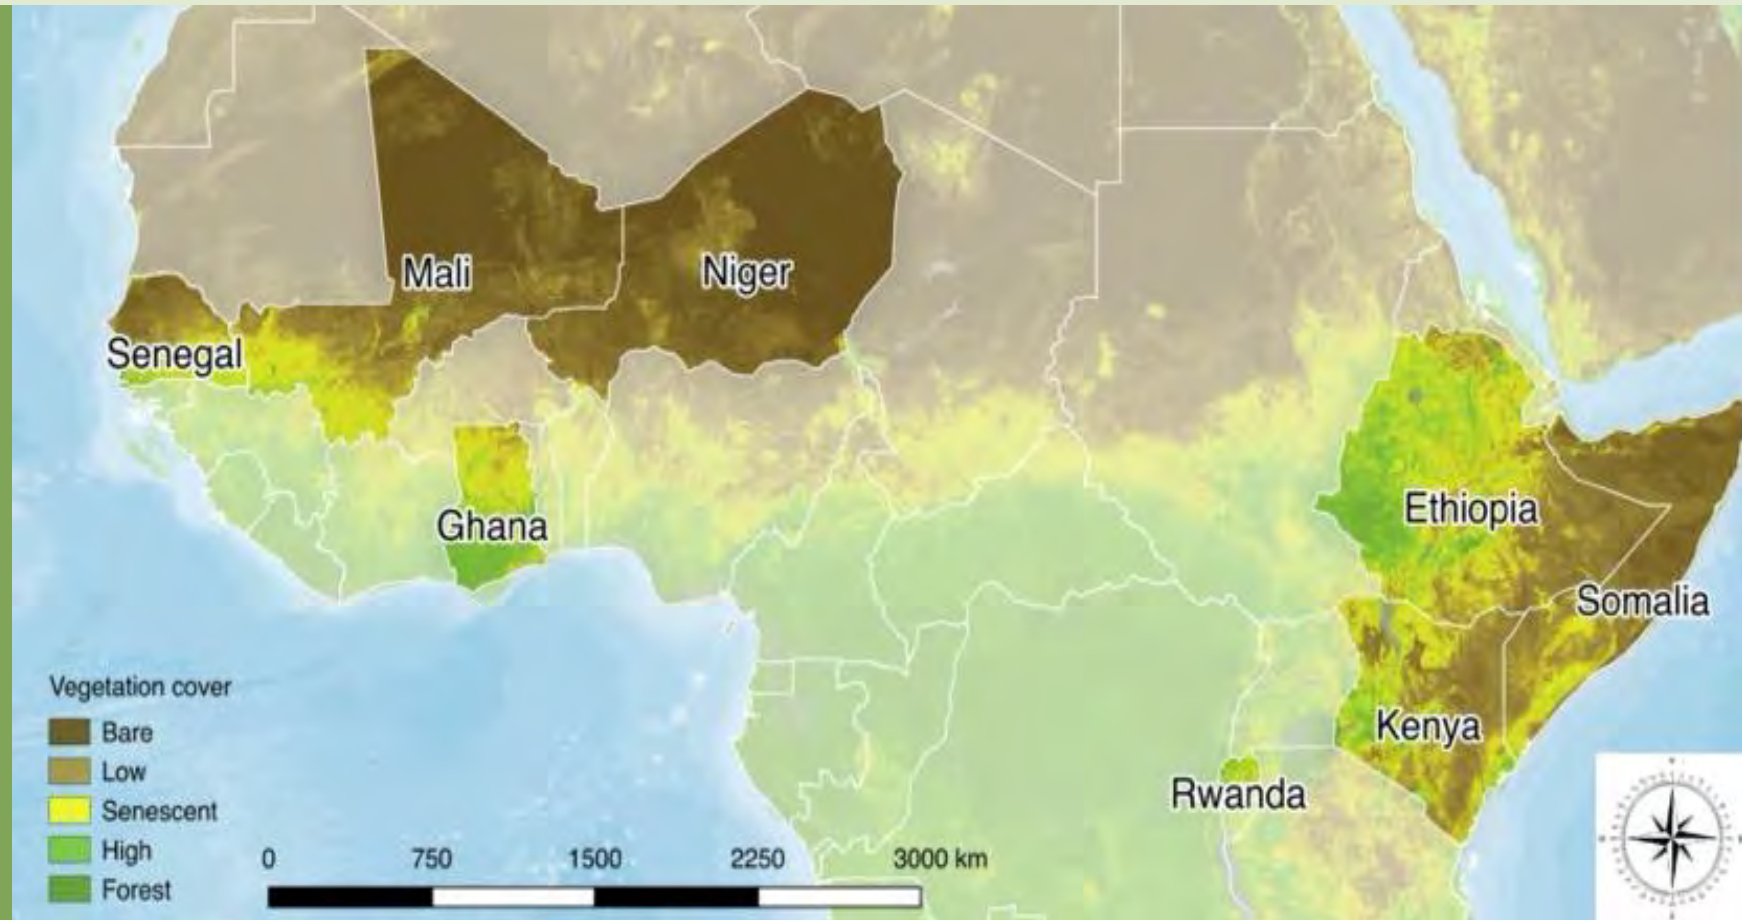 Mali
Niger
Senegal
Ghana
Ethiopia
Somalia
Kenya
Rwanda
Vegetation cover
Bare
Low
Senescent
High
Forest
0 750 1500 2250 3000 km